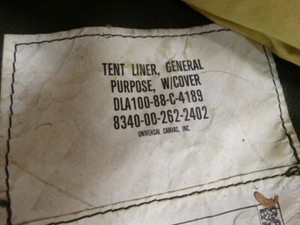 TENT LINER, GENERAL
PURPOSE, W/COVER
DLA100-88-C-4189
8340-00-262-2402
UNIVERSAL CANVAS, INC.